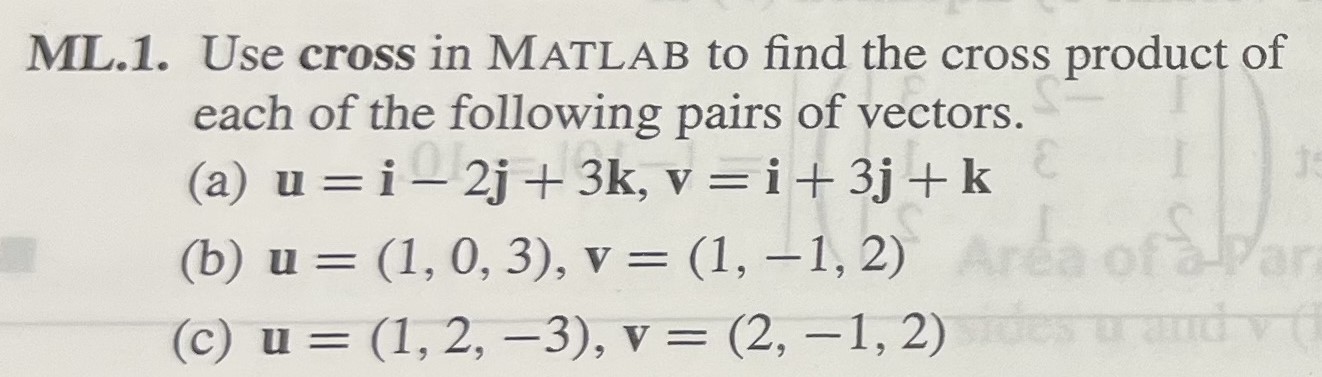 ML.1. Use cross in MATLAB to find the cross product of
each of the following pairs of vectors.
(a) u = i − 2j + 3k, v = i + 3j + k
(b) u = (1, 0, 3), v = (1, −1, 2)
(c) u = (1, 2, −3), v = (2, −1, 2)